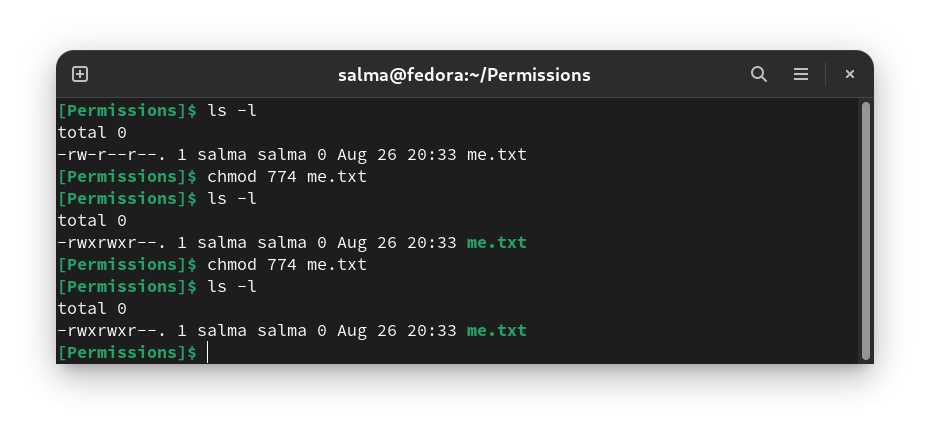 salma@fedora:~/Permissions
[Permissions]$ ls -l
total 0
-rw-r--r--. 1 salma salma 0 Aug 26 20:33 me.txt
[Permissions]$ chmod 774 me.txt
[Permissions]$ ls -l
total 0
-rwxrwxr--. 1 salma salma 0 Aug 26 20:33 me.txt
[Permissions]$ chmod 774 me.txt
[Permissions]$ ls -l
total 0
-rwxrwxr--. 1 salma salma 0 Aug 26 20:33 me.txt
[Permissions]$